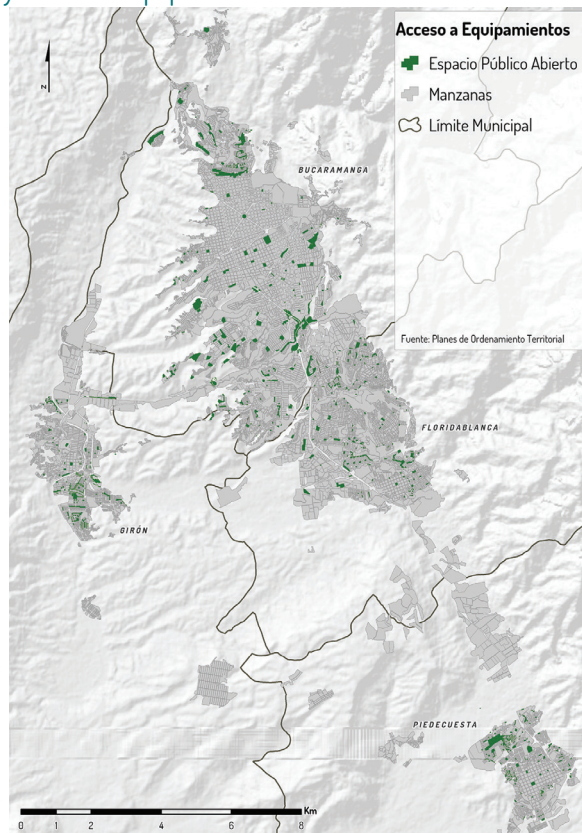 Acceso a Equipamientos
Espacio Público Abierto
Manzanas
Límite Municipal
Fuente: Planes de Ordenamiento Territorial
N
BUCARAMANGA
FLORIDABLANCA
GIRÓN
PIEDECUESTA
Km
0 1 2 4 6 8